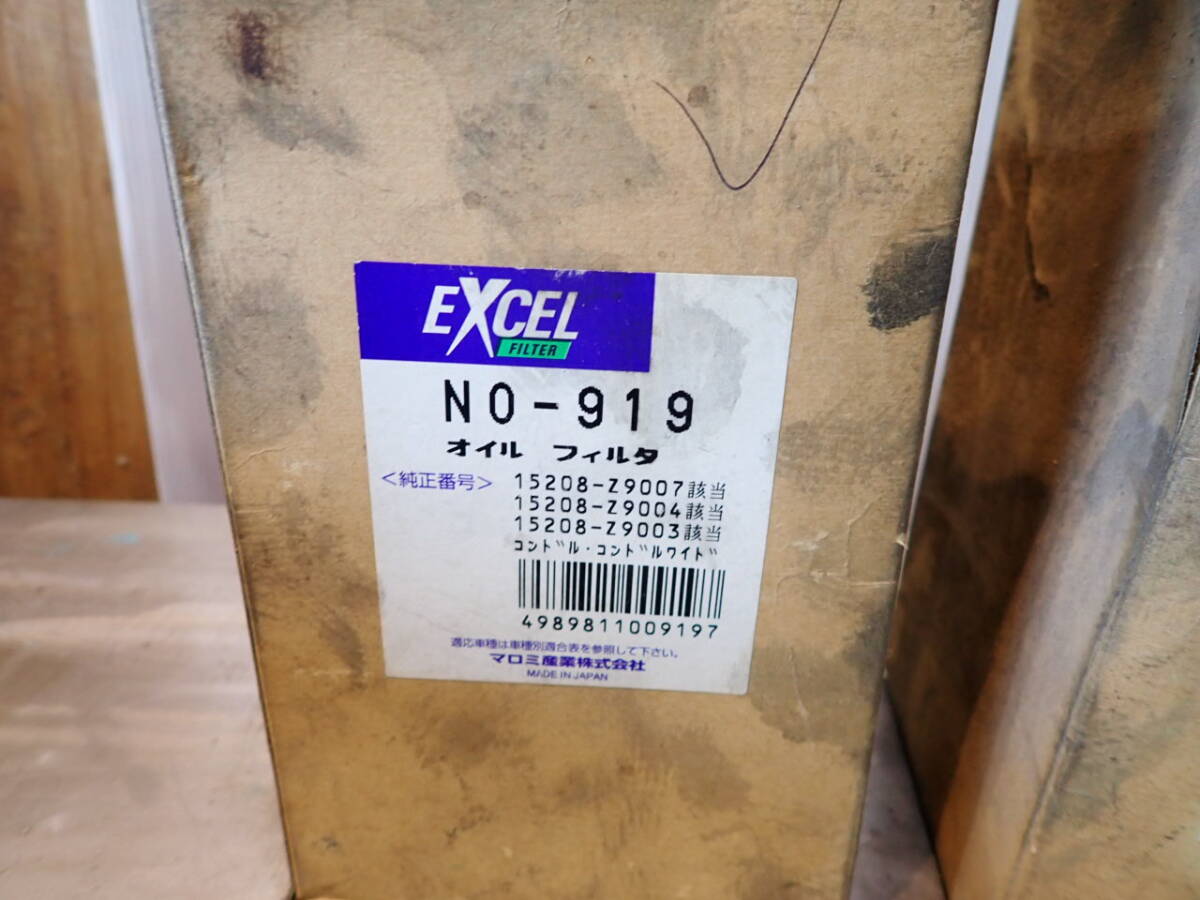 EXCEL
FILTER
NO-919
オイル フィルタ
<純正番号> 15208-Z9007該当
15208-Z9004該当
15208-Z9003該当
コンドル・コンドルワイド
4989811009197
適応車種は車種別適合表を参照して下さい。
マロミ産業株式会社
MADE IN JAPAN